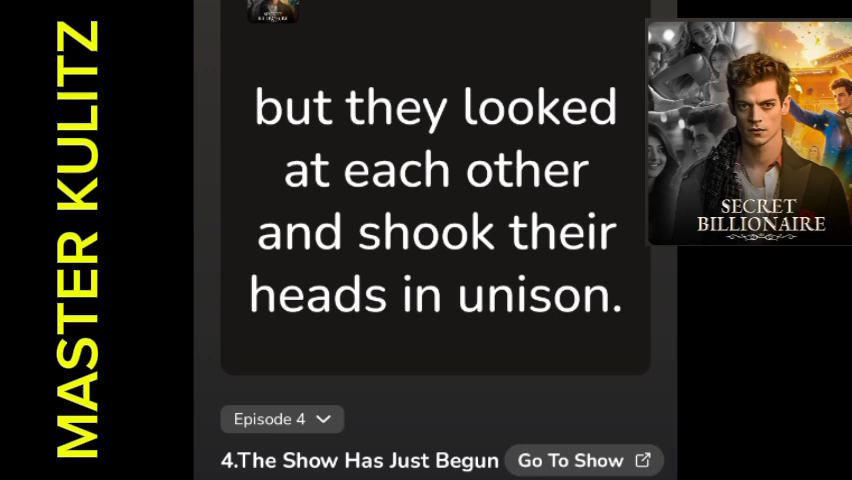 MASTER KULITZ
but they looked
at each other
and shook their
heads in unison.
SECRET
BILLIONAIRE
Episode 4
4.The Show Has Just Begun
Go To Show